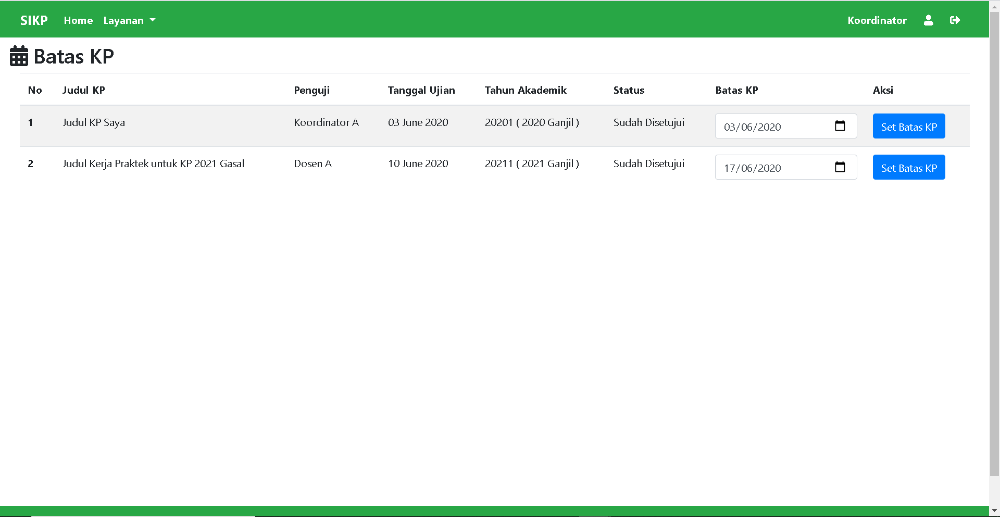 SIKP Home Layanan Koordinator
Batas KP
No Judul KP Penguji Tanggal Ujian Tahun Akademik Status Batas KP Aksi
1 Judul KP Saya Koordinator A 03 June 2020 20201 ( 2020 Ganjil ) Sudah Disetujui 03/06/2020 Set Batas KP
2 Judul Kerja Praktek untuk KP 2021 Gasal Dosen A 10 June 2020 20211 ( 2021 Ganjil ) Sudah Disetujui 17/06/2020 Set Batas KP